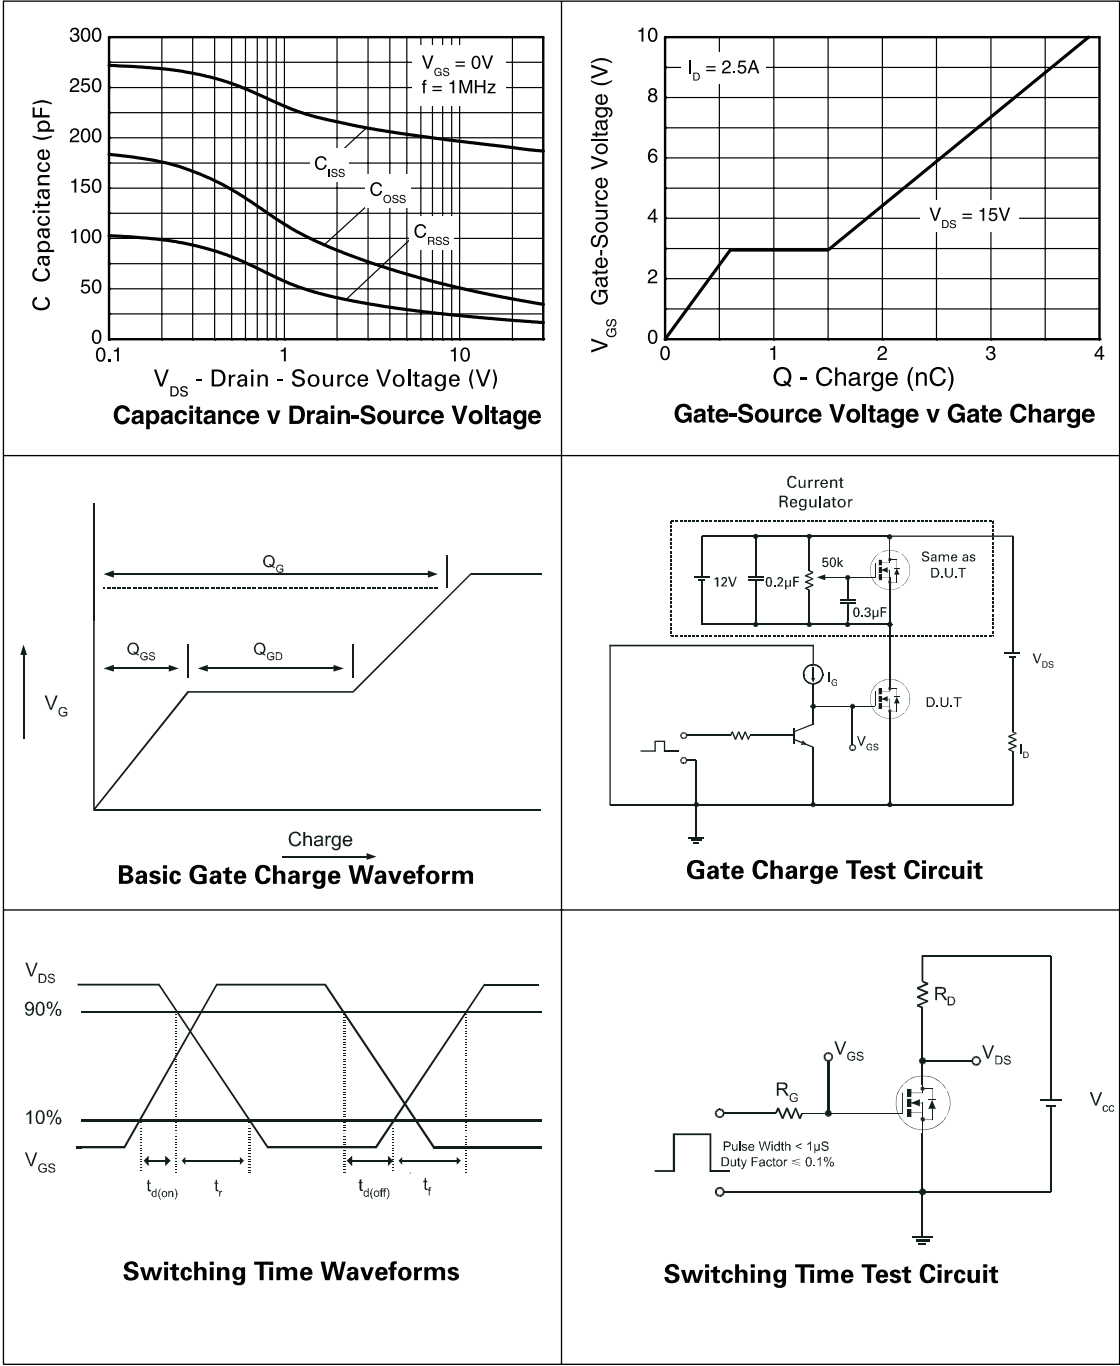 300
250
200
150
100
50
0
0.1
1
10
C Capacitance (pF)
V_GS = 0V
f = 1MHz
C_ISS
C_OSS
C_RSS
V_DS - Drain - Source Voltage (V)
Capacitance v Drain-Source Voltage
10
8
6
4
2
0
0
1
2
3
4
V_GS Gate-Source Voltage (V)
I_D = 2.5A
V_DS = 15V
Q - Charge (nC)
Gate-Source Voltage v Gate Charge
Q_G
Q_GS
Q_GD
V_G
Charge
Basic Gate Charge Waveform
Current
Regulator
12V
0.2µF
50k
0.3µF
Same as
D.U.T
I_G
D.U.T
V_GS
V_DS
I_D
Gate Charge Test Circuit
V_DS
90%
10%
V_GS
t_d(on)
t_r
t_d(off)
t_f
Switching Time Waveforms
R_D
V_GS
V_DS
R_G
V_cc
Pulse Width < 1µS
Duty Factor ≤ 0.1%
Switching Time Test Circuit